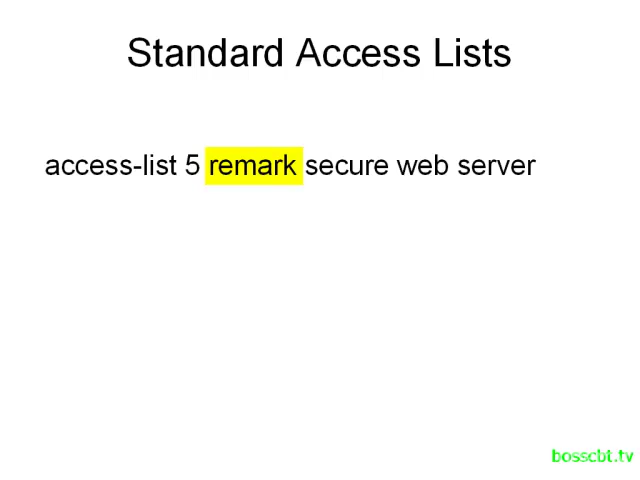 Standard Access Lists
access-list 5 remark secure web server
bosscbt.tv